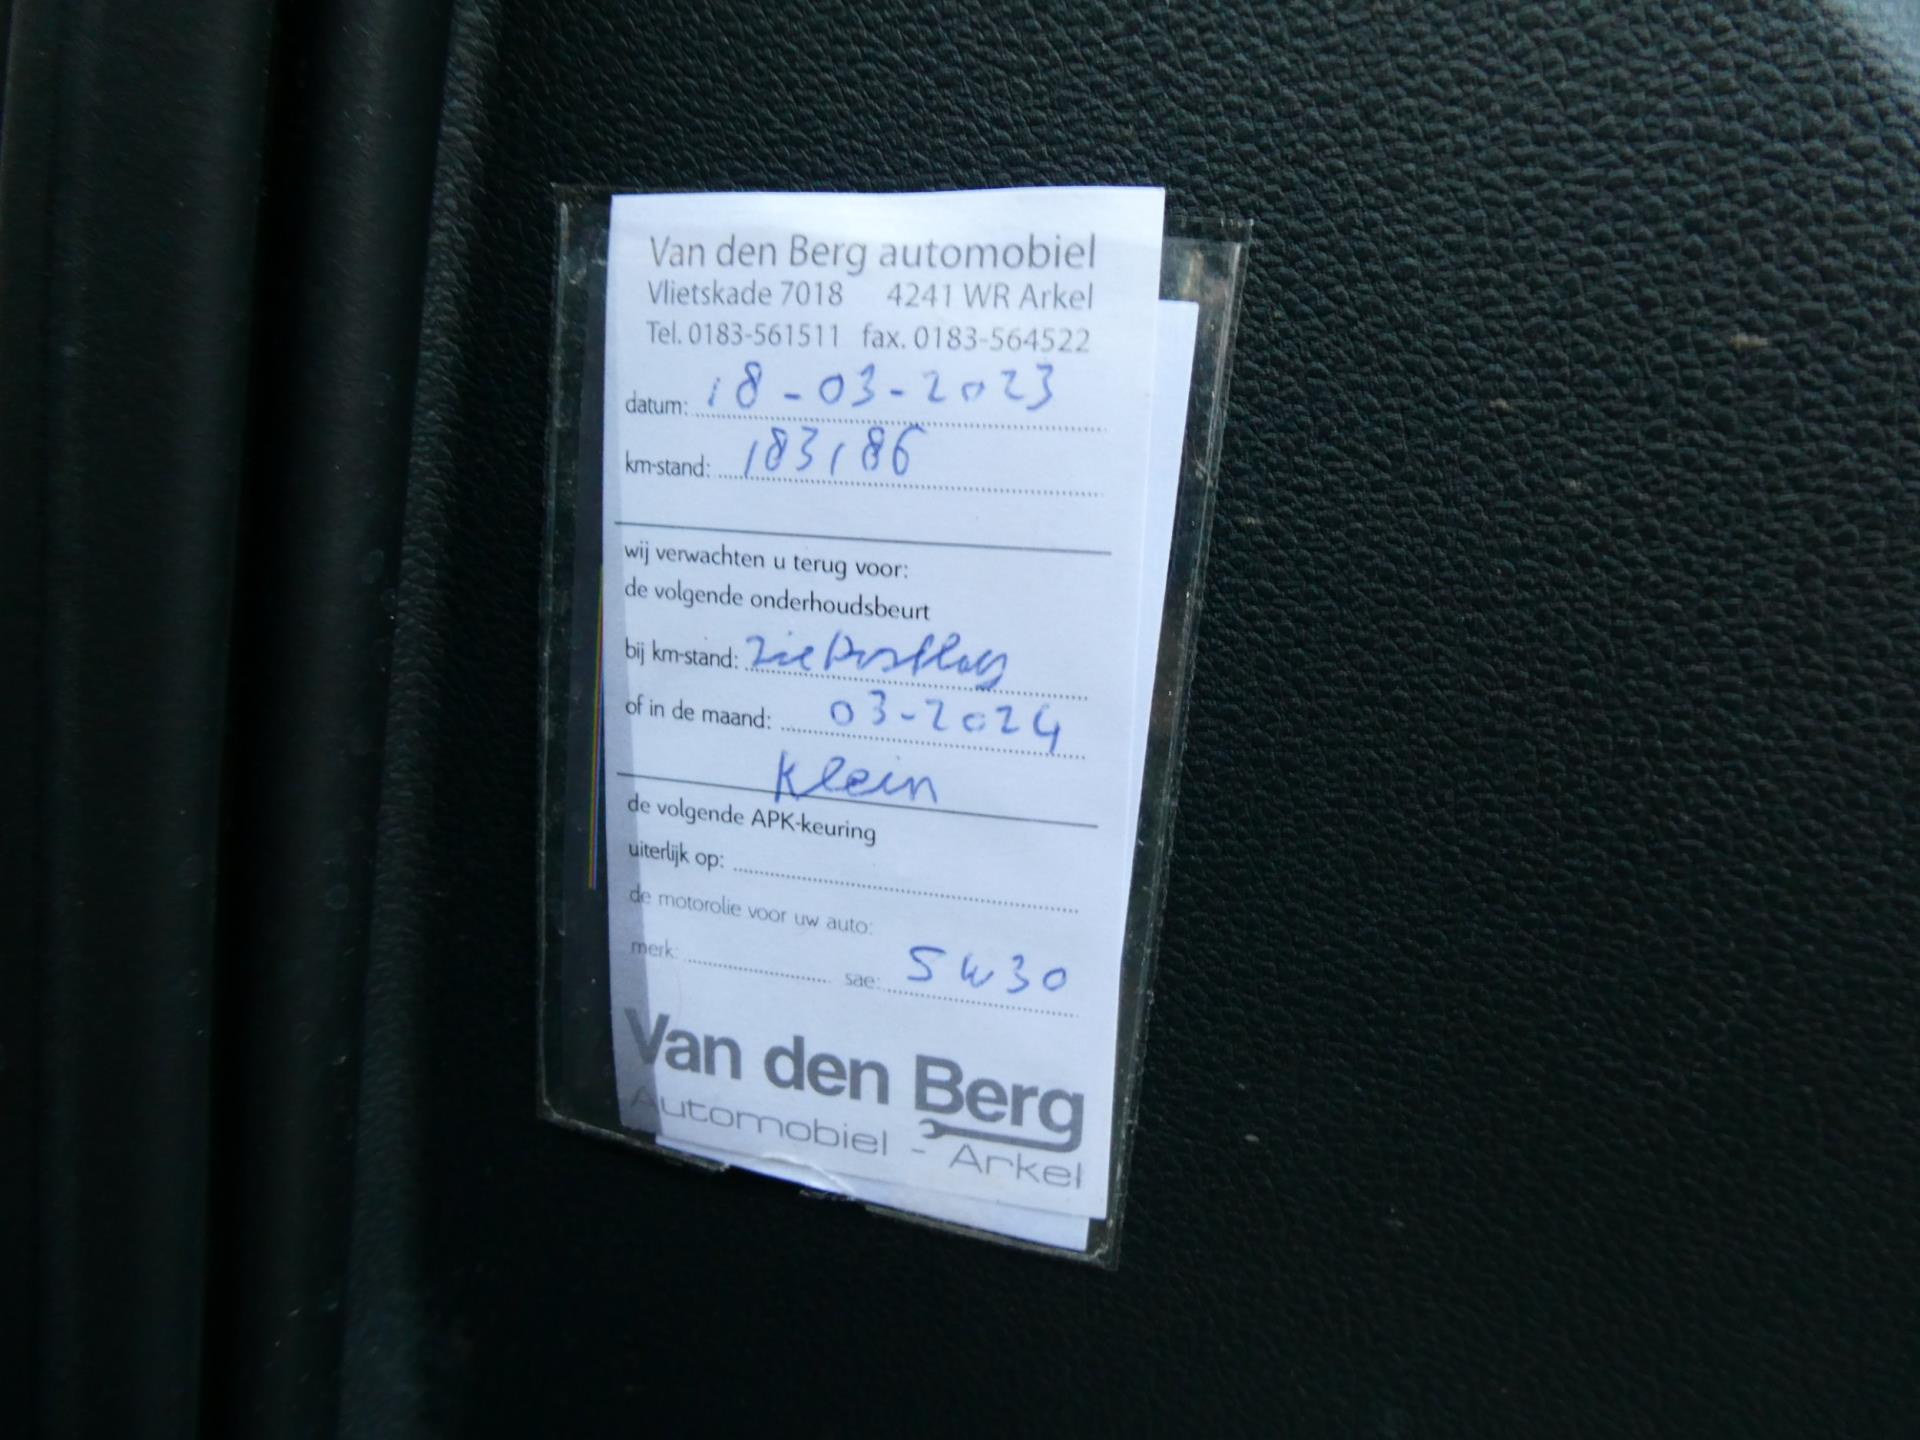 Van den Berg automobiel
Vlietskade 7018 4241 WR Arkel
Tel. 0183-561511 fax. 0183-564522
datum: 18-03-2023
km-stand: 183186
wij verwachten u terug voor:
de volgende onderhoudsbeurt
bij km-stand: zie
of in de maand: 03-2024
Klein
de volgende APK-keuring
uiterlijk op:
de motorolie voor uw auto:
merk: sae: 5W30
Van den Berg
Automobiel - Arkel